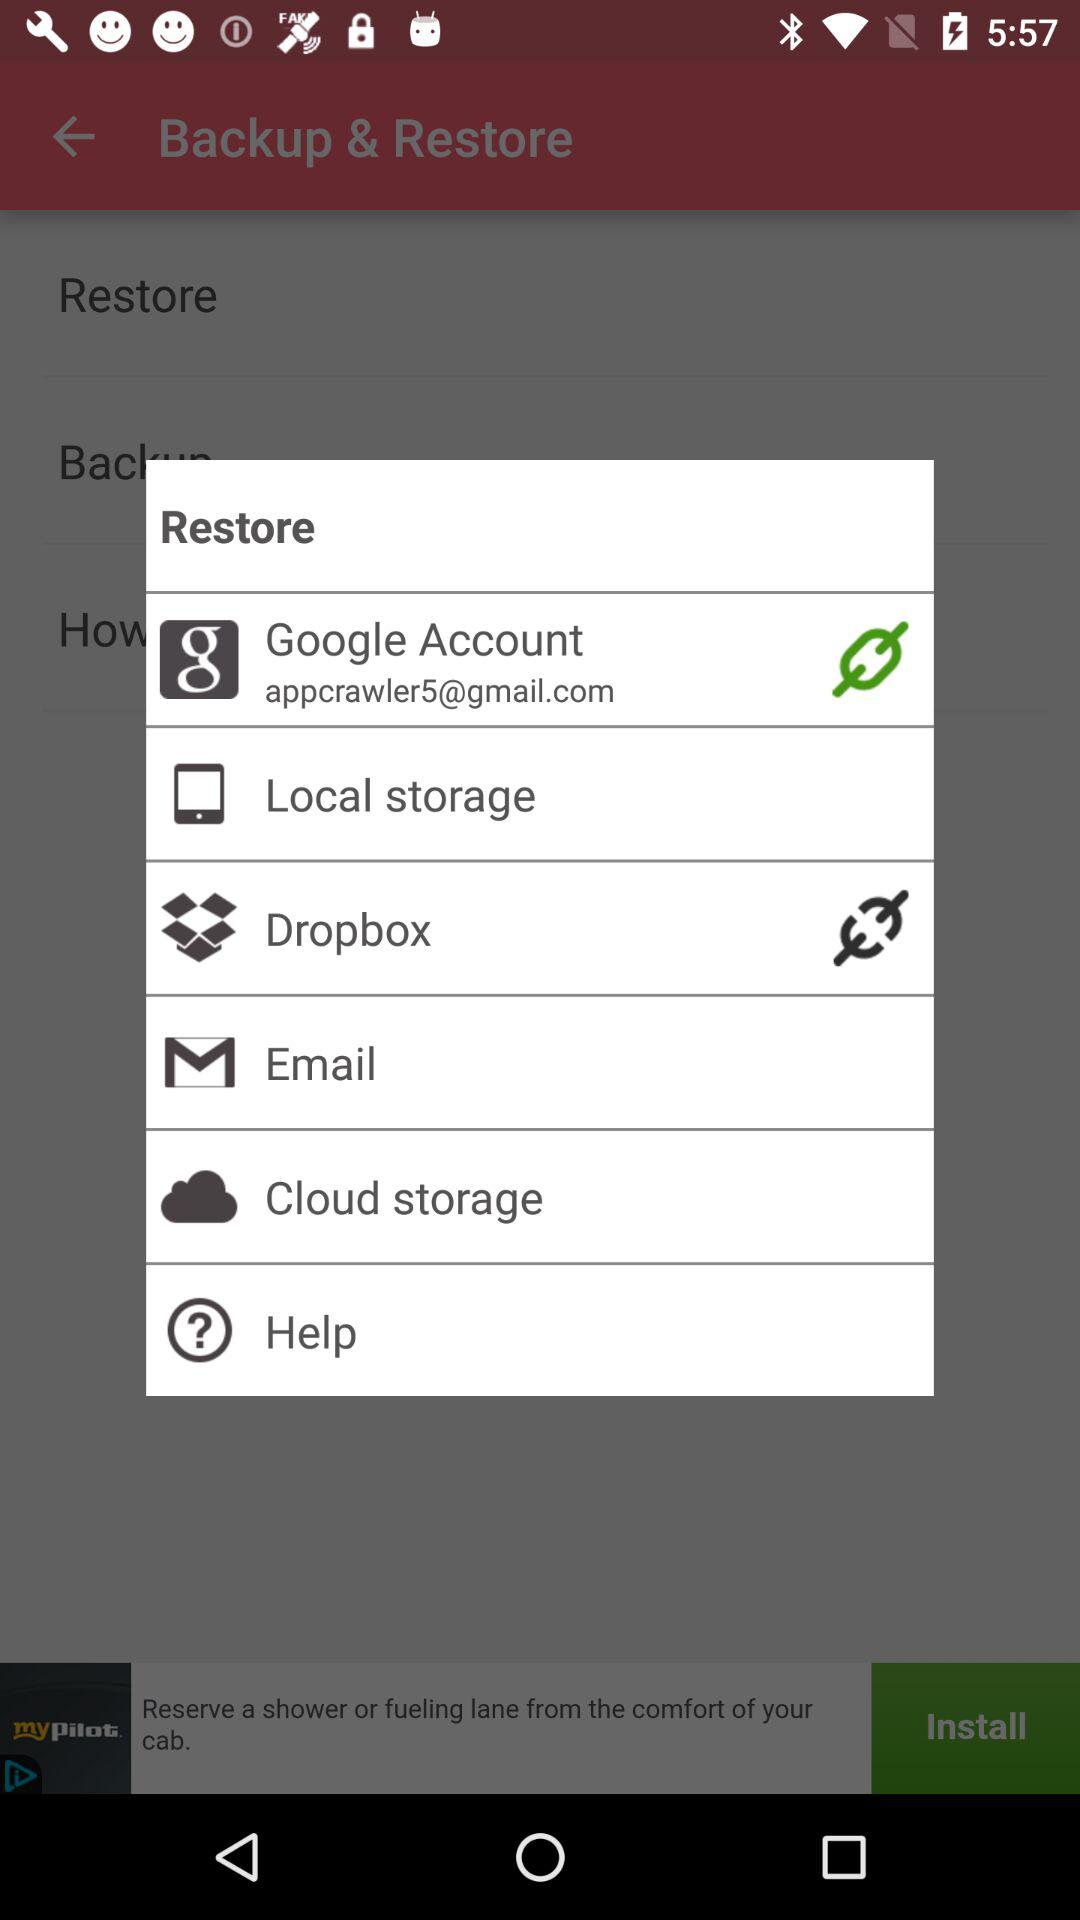 FAKE
5:57
Backup & Restore
Restore
Backup
How
Restore
g
Google Account
appcrawler5@gmail.com
Local storage
Dropbox
Email
Cloud storage
Help
myPilot.
Reserve a shower or fueling lane from the comfort of your
cab.
Install